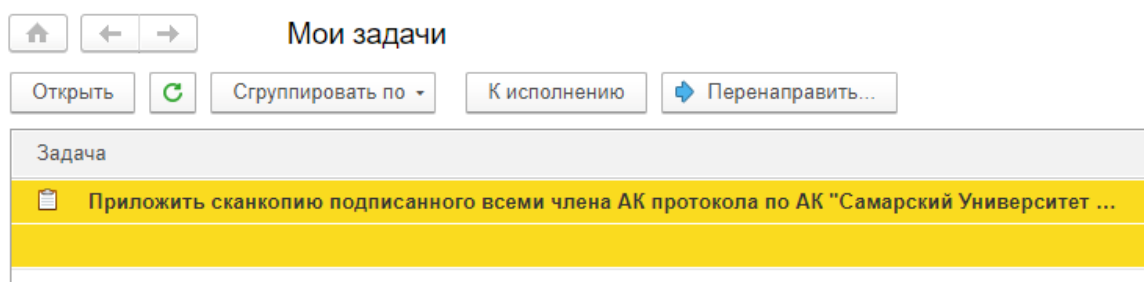 Мои задачи
Открыть Сгруппировать по К исполнению Перенаправить...
Задача
Приложить сканкопию подписанного всеми члена АК протокола по АК "Самарский Университет ...